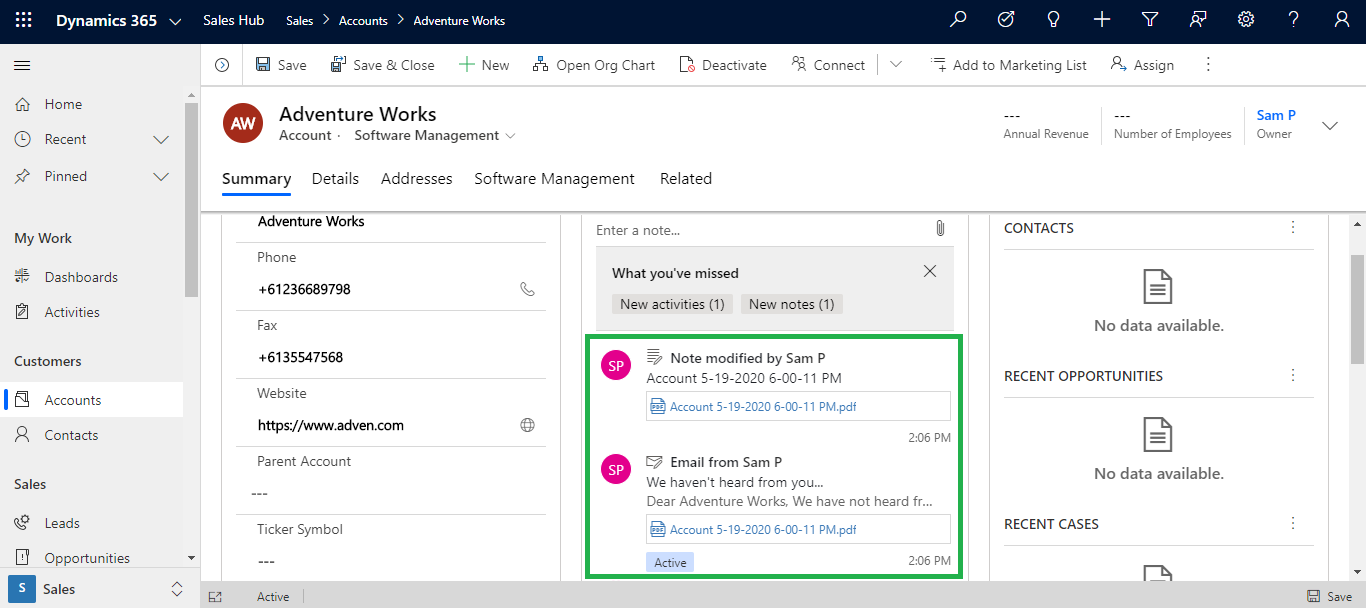 Dynamics 365
Sales Hub
Sales > Accounts > Adventure Works
Save
Save & Close
New
Open Org Chart
Deactivate
Connect
Add to Marketing List
Assign
Home
Recent
Pinned
My Work
Dashboards
Activities
Customers
Accounts
Contacts
Sales
Leads
Opportunities
S Sales
AW
Adventure Works
Account · Software Management
---
Annual Revenue
---
Number of Employees
Sam P
Owner
Summary
Details
Addresses
Software Management
Related
Adventure Works
Phone
+61236689798
Fax
+6135547568
Website
https://www.adven.com
Parent Account
---
Ticker Symbol
---
Enter a note...
What you've missed
New activities (1)
New notes (1)
SP
Note modified by Sam P
Account 5-19-2020 6-00-11 PM
PDF Account 5-19-2020 6-00-11 PM.pdf
2:06 PM
SP
Email from Sam P
We haven't heard from you...
Dear Adventure Works, We have not heard fr...
PDF Account 5-19-2020 6-00-11 PM.pdf
Active
2:06 PM
CONTACTS
No data available.
RECENT OPPORTUNITIES
No data available.
RECENT CASES
Active
Save